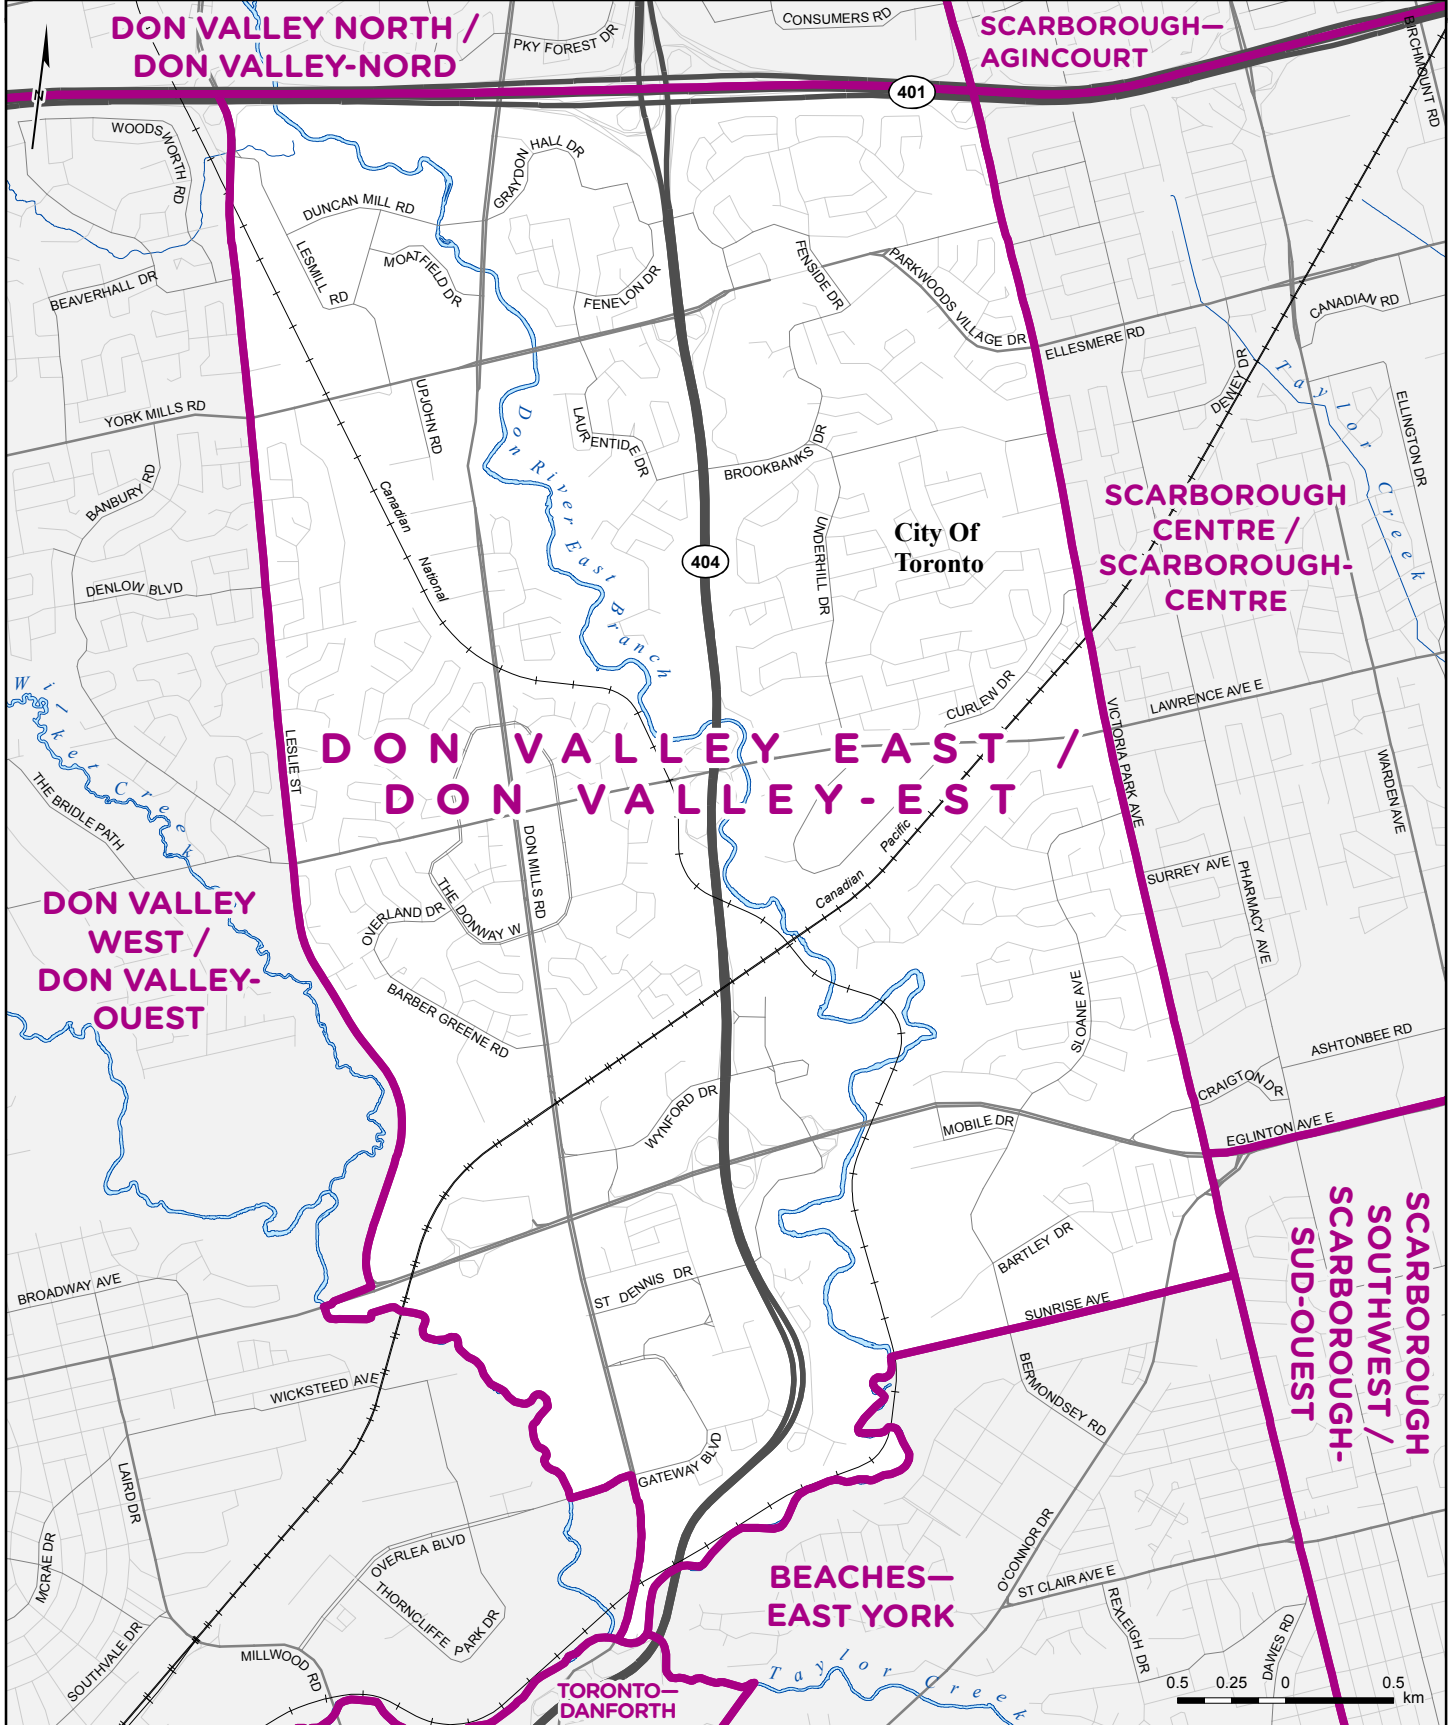 DON VALLEY NORTH /
DON VALLEY-NORD
SCARBOROUGH—
AGINCOURT
CONSUMERS RD
PKY FOREST DR
BIRCHMOUNT RD
N
401
WOODSWORTH RD
GRAYDON HALL DR
DUNCAN MILL RD
LESMILL RD
MOATFIELD DR
FENELON DR
FENSIDE DR
PARKWOODS VILLAGE DR
BEAVERHALL DR
CANADIAN RD
ELLESMERE RD
DEWEY DR
Taylor Creek
ELLINGTON DR
YORK MILLS RD
UPJOHN RD
Don River East Branch
LAURENTIDE DR
BROOKBANKS DR
BANBURY RD
Canadian National
SCARBOROUGH
CENTRE /
SCARBOROUGH-
CENTRE
City Of
Toronto
404
UNDERHILL DR
DENLOW BLVD
Wilket Creek
CURLEW DR
LAWRENCE AVE E
VICTORIA PARK AVE
LESLIE ST
DON VALLEY EAST /
DON VALLEY-EST
WARDEN AVE
THE BRIDLE PATH
DON MILLS RD
Canadian Pacific
SURREY AVE
PHARMACY AVE
DON VALLEY
WEST /
DON VALLEY-
OUEST
OVERLAND DR
THE DONWAY W
BARBER GREENE RD
SLOANE AVE
ASHTONBEE RD
CRAIGTON DR
WYNFORD DR
MOBILE DR
EGLINTON AVE E
SCARBOROUGH
SOUTHWEST /
SCARBOROUGH-
SUD-OUEST
BARTLEY DR
BROADWAY AVE
ST DENNIS DR
SUNRISE AVE
BERMONDSEY RD
WICKSTEED AVE
LAIRD DR
GATEWAY BLVD
O'CONNOR DR
MCRAE DR
OVERLEA BLVD
ST CLAIR AVE E
BEACHES—
EAST YORK
THORNCLIFFE PARK DR
REXLEIGH DR
DAWES RD
SOUTHVALE DR
MILLWOOD RD
Taylor Creek
TORONTO—
DANFORTH
0.5 0.25 0 0.5
km